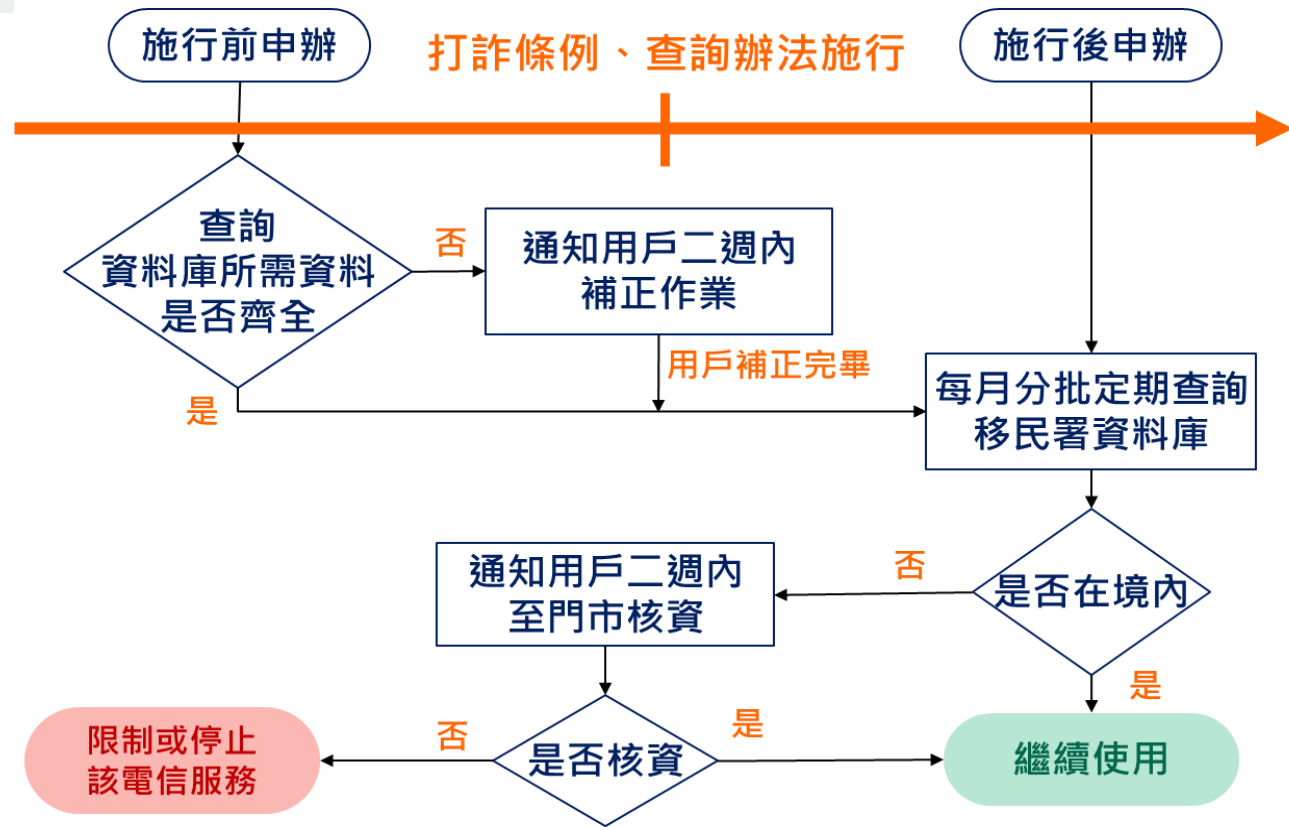 施行前申辦
打詐條例、查詢辦法施行
施行後申辦
查詢
資料庫所需資料
是否齊全
否
通知用戶二週內
補正作業
用戶補正完畢
是
每月分批定期查詢
移民署資料庫
是否在境內
否
通知用戶二週內
至門市核資
是
是否核資
否
限制或停止
該電信服務
是
繼續使用